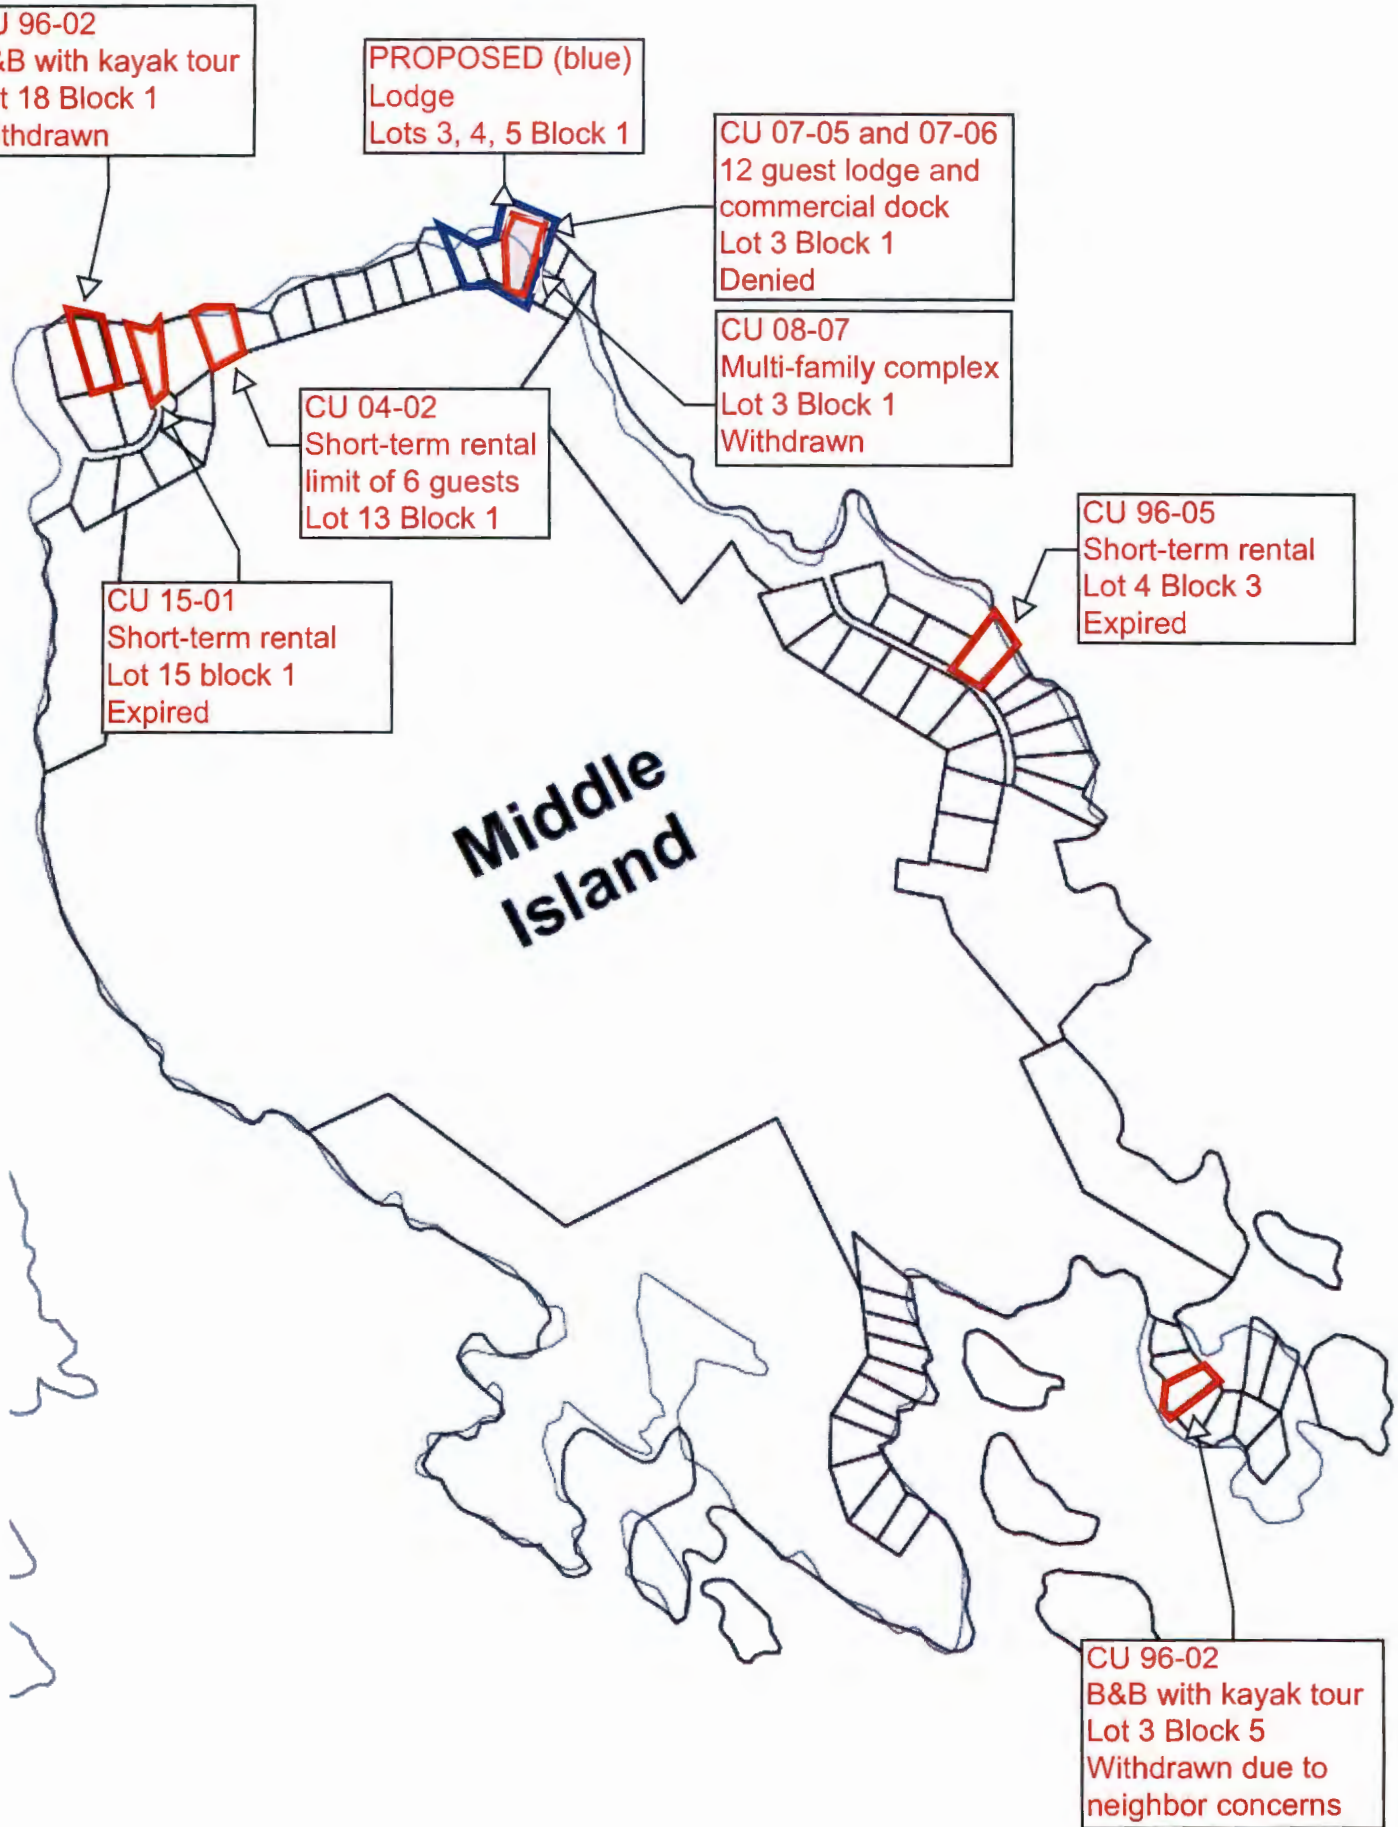 96-02
B with kayak tour
18 Block 1
PROPOSED (blue)
Lodge
Lots 3, 4, 5 Block 1
CU 07-05 and 07-06
12 guest lodge and
commercial dock
Lot 3 Block 1
Denied
CU 08-07
Multi-family complex
Lot 3 Block 1
Withdrawn
CU 04-02
Short-term rental
limit of 6 guests
Lot 13 Block 1
CU 96-05
Short-term rental
Lot 4 Block 3
Expired
CU 15-01
Short-term rental
Lot 15 block 1
Expired
Middle
Island
CU 96-02
B&B with kayak tour
Lot 3 Block 5
Withdrawn due to
neighbor concerns